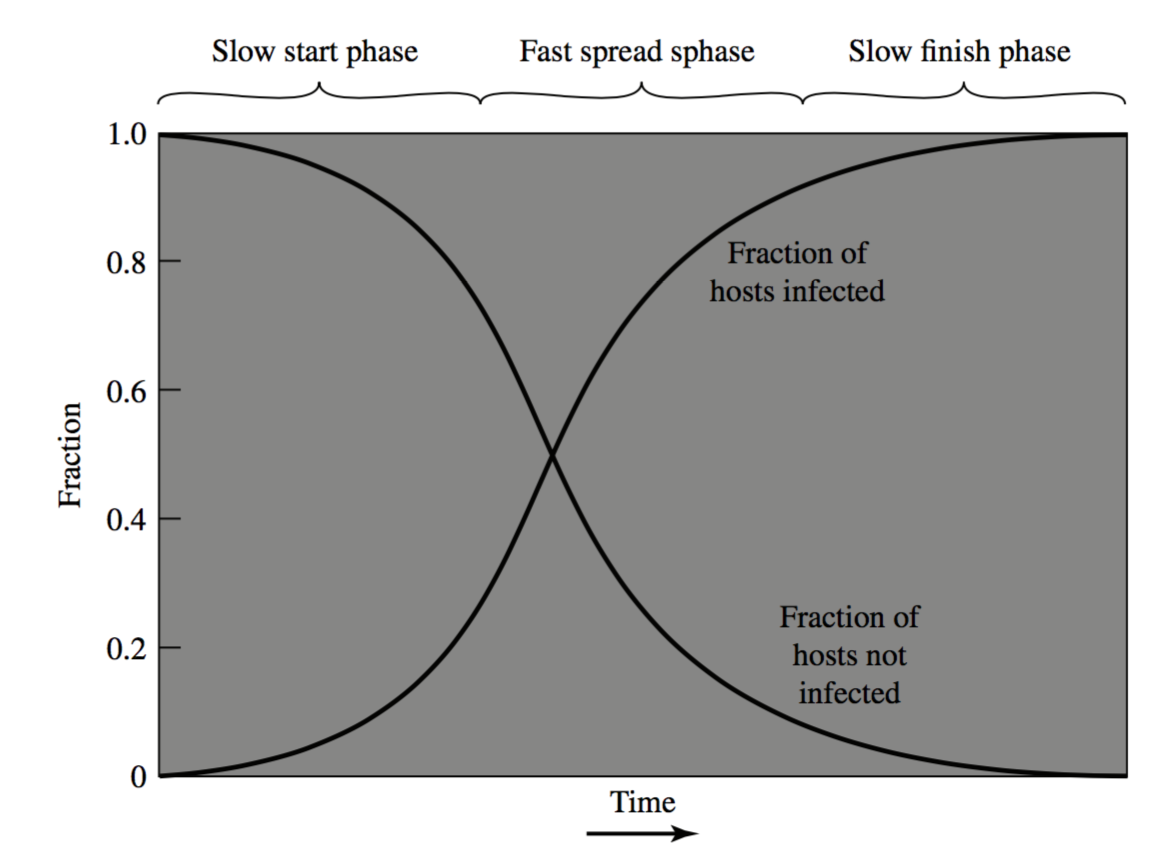 Slow start phase
Fast spread sphase
Slow finish phase
1.0
0.8
0.6
0.4
0.2
0
Fraction
Fraction of
hosts infected
Fraction of
hosts not
infected
Time